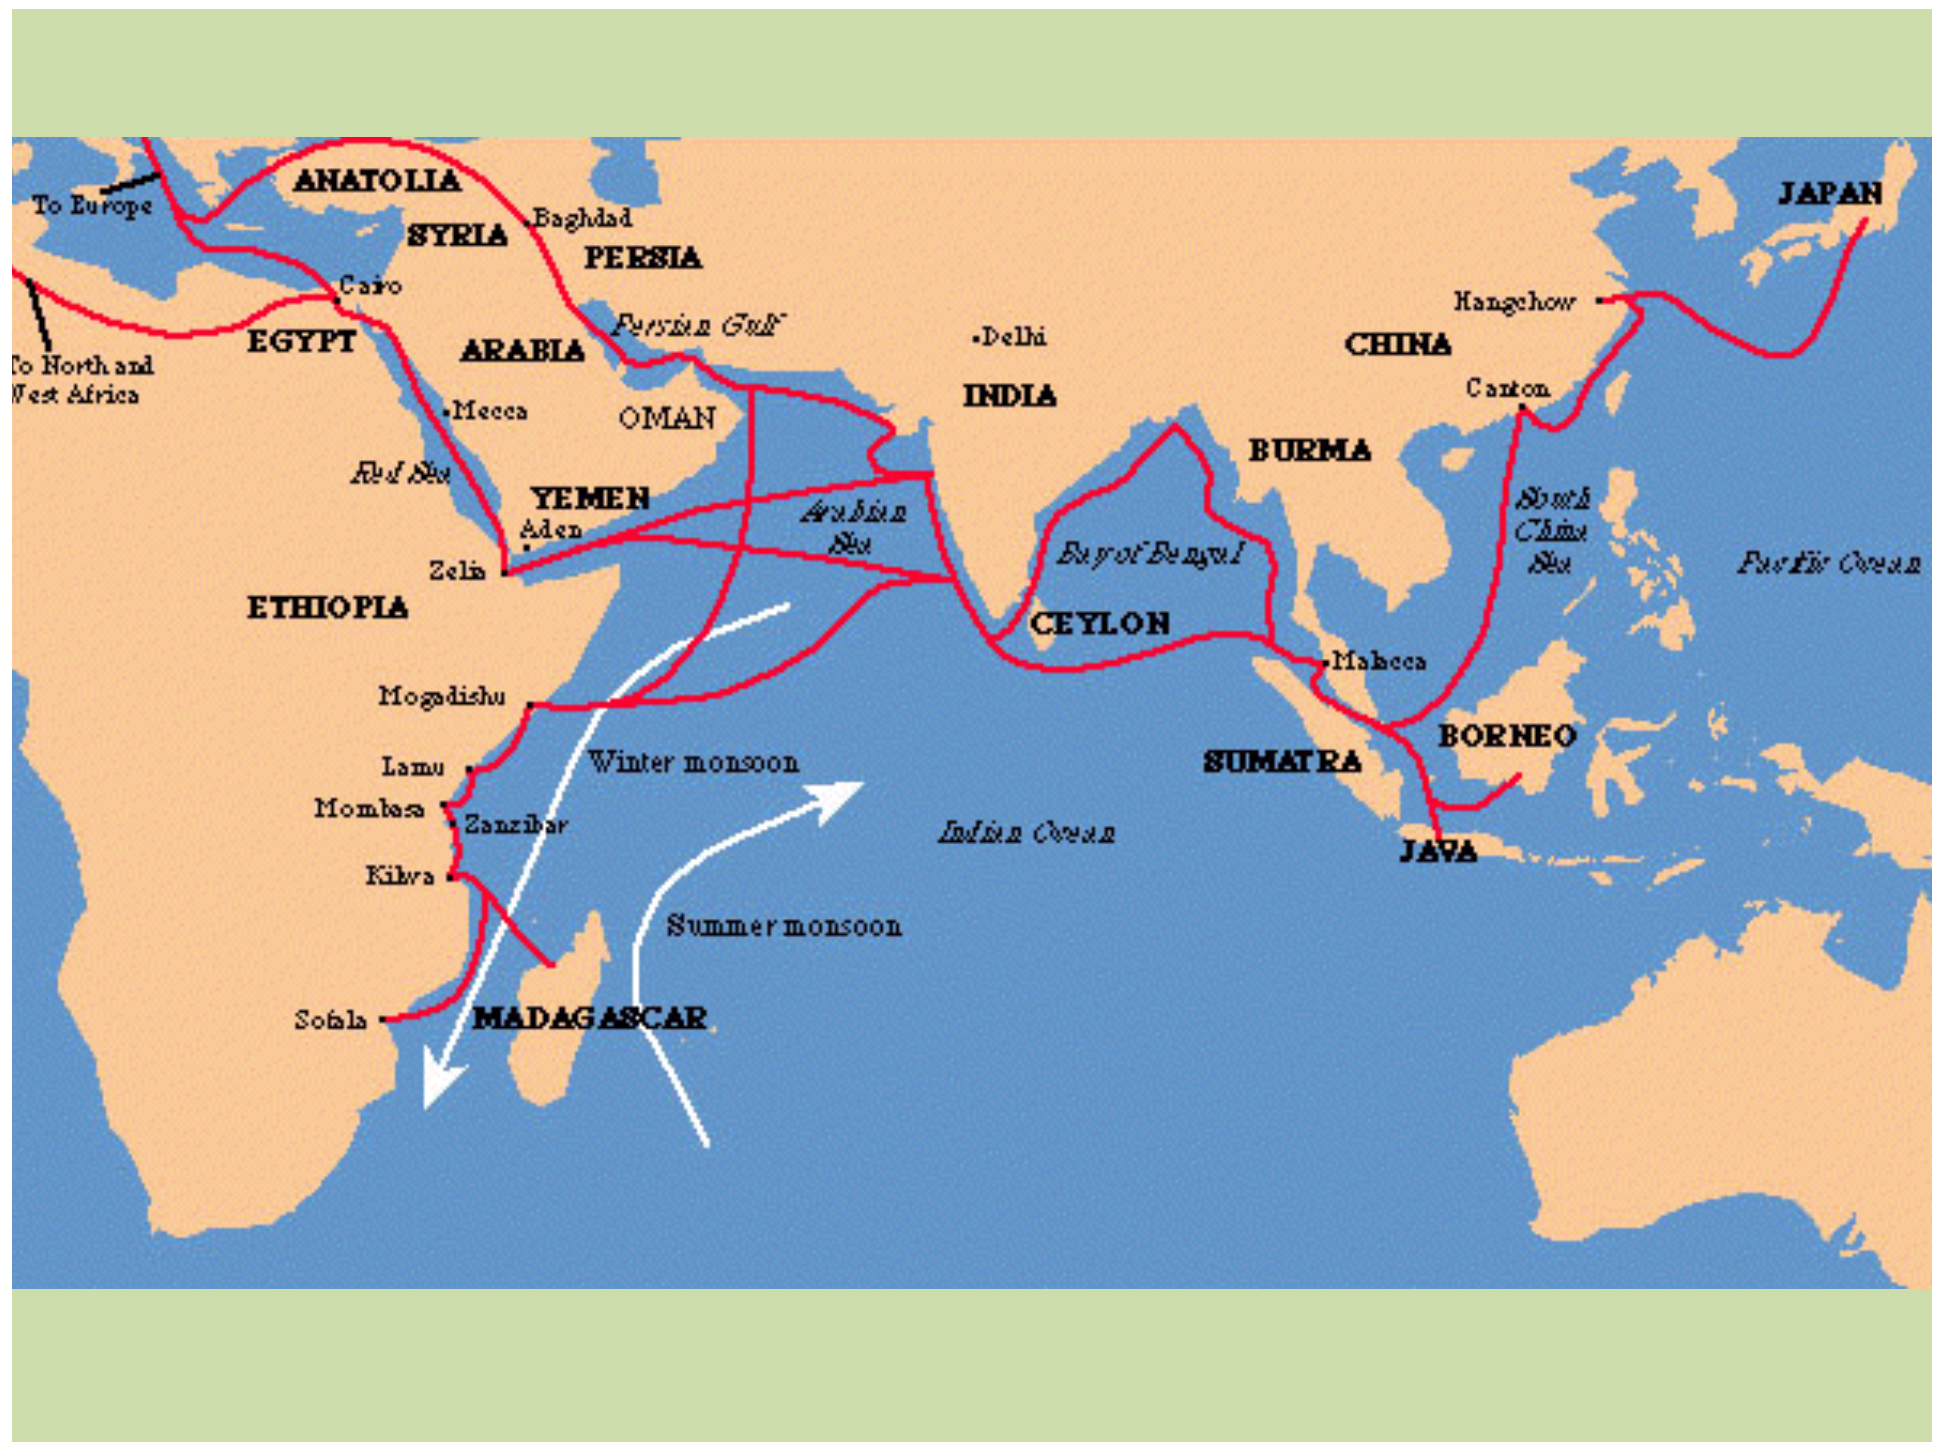 ANATOLIA
JAPAN
To Europe
Baghdad
SYRIA
PERSIA
Cairo
Hangchow
Persian Gulf
Delhi
EGYPT
ARABIA
CHINA
To North and
West Africa
INDIA
Canton
Mecca
OMAN
BURMA
Red Sea
YEMEN
Arabian
Sea
South
China
Sea
Aden
Bay of Bengal
Pacific Ocean
Zelia
ETHIOPIA
CEYLON
Malacca
Mogadishu
BORNEO
Winter monsoon
SUMATRA
Lamu
Mombasa
Zanzibar
Indian Ocean
JAVA
Kilwa
Summer monsoon
Sofala
MADAGASCAR